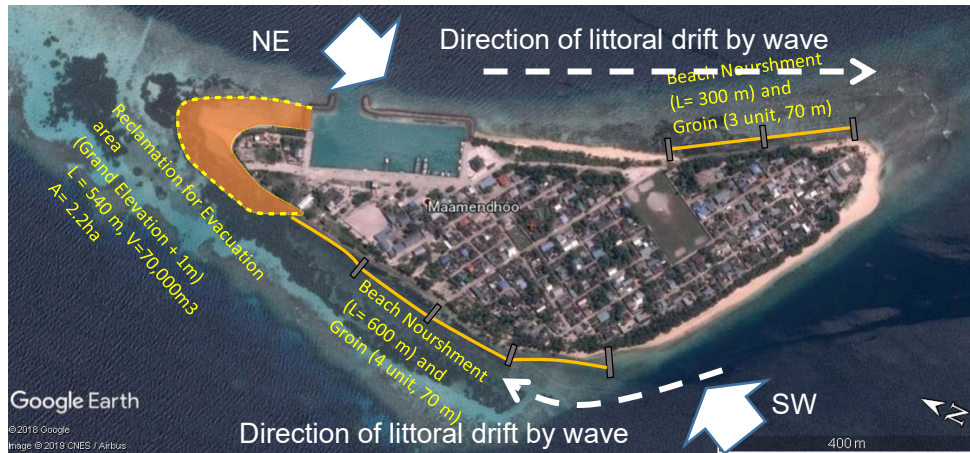 NE
Direction of littoral drift by wave
Beach Nourshment
(L= 300 m) and
Groin (3 unit, 70 m)
Reclamation for Evacuation
area
(Grand Elevation + 1m)
L = 540 m, V=70,000m3
A= 2.2ha
Maamendhoo
Beach Nourshment
(L= 600 m) and
Groin (4 unit, 70 m)
Google Earth
©2018 Google
Image © 2019 CNES / Airbus
Direction of littoral drift by wave
SW
N
400 m